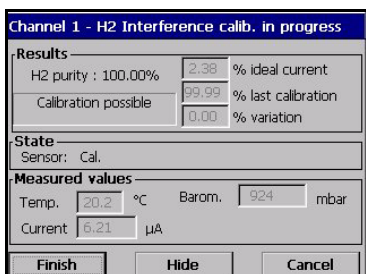 Channel 1 - H2 Interference calib. in progress
Results
H2 purity : 100.00%
2.38 % ideal current
Calibration possible
99.99 % last calibration
0.00 % variation
State
Sensor: Cal.
Measured values
Temp. 20.2 °C Barom. 924 mbar
Current 6.21 µA
Finish Hide Cancel